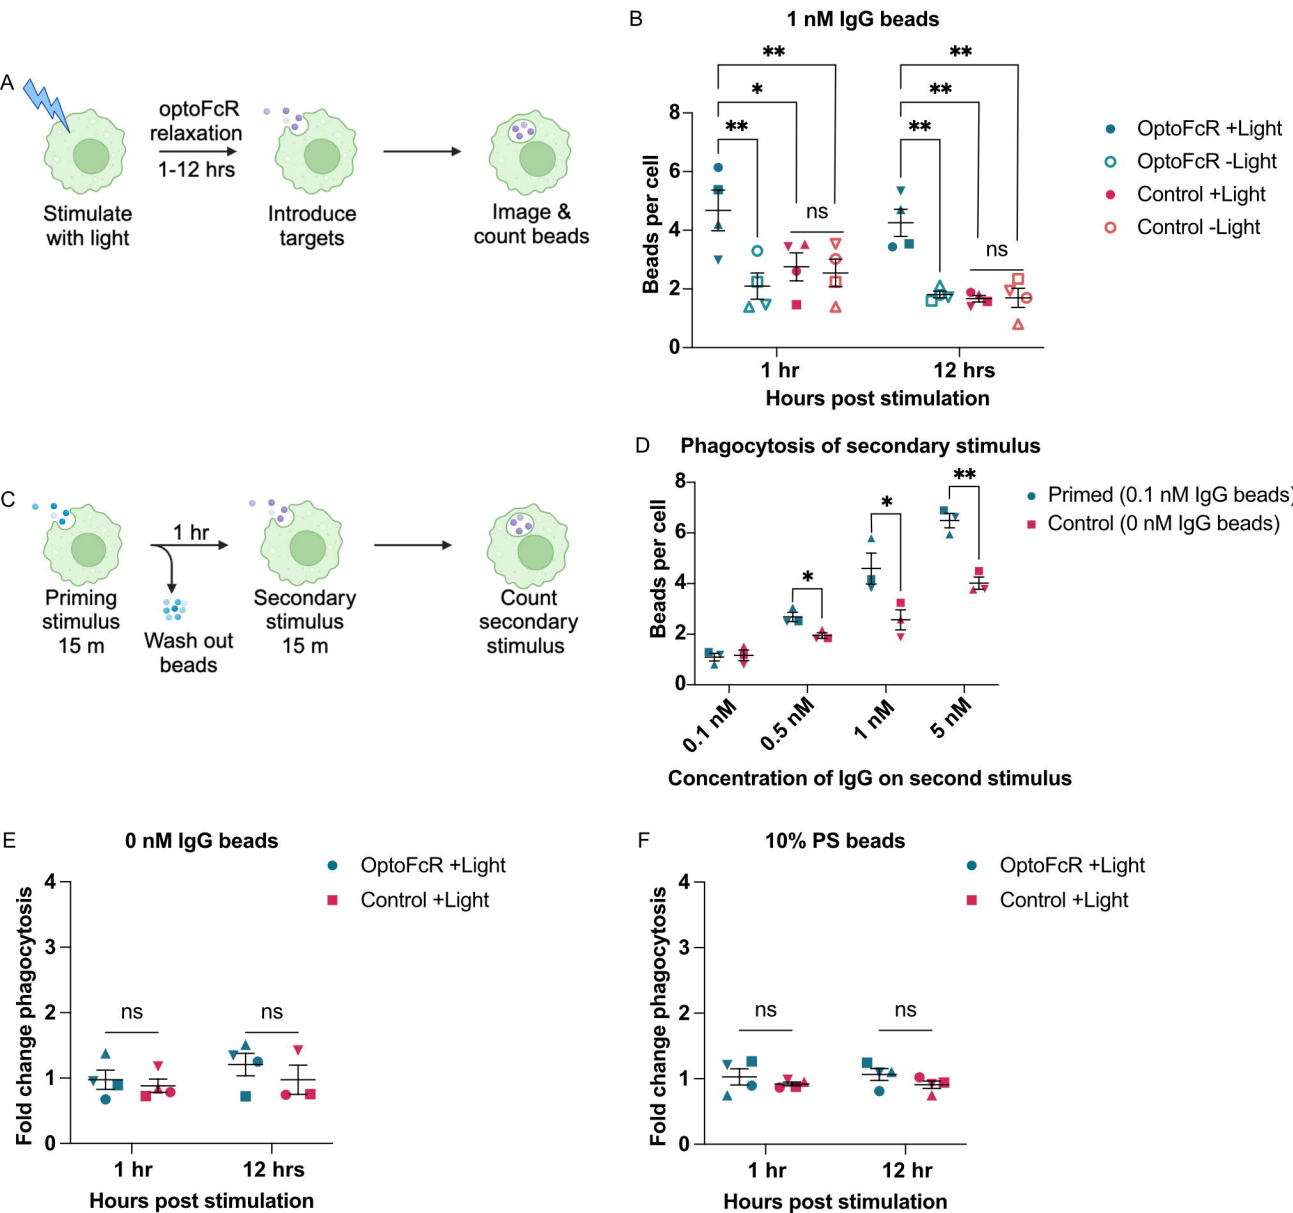 A
optoFcR
relaxation
1-12 hrs
Stimulate
with light
Introduce
targets
Image &
count beads
B
1 nM IgG beads
**
*
**
ns
**
**
**
ns
8
6
4
2
0
Beads per cell
1 hr
12 hrs
Hours post stimulation
OptoFcR +Light
OptoFcR -Light
Control +Light
Control -Light
C
1 hr
Priming
stimulus
15 m
Wash out
beads
Secondary
stimulus
15 m
Count
secondary
stimulus
D
Phagocytosis of secondary stimulus
8
6
4
2
0
Beads per cell
*
*
**
0.1 nM
0.5 nM
1 nM
5 nM
Concentration of IgG on second stimulus
Primed (0.1 nM IgG beads)
Control (0 nM IgG beads)
E
0 nM IgG beads
OptoFcR +Light
Control +Light
4
3
2
1
0
Fold change phagocytosis
ns
ns
1 hr
12 hrs
Hours post stimulation
F
10% PS beads
OptoFcR +Light
Control +Light
4
3
2
1
0
Fold change phagocytosis
ns
ns
1 hr
12 hr
Hours post stimulation